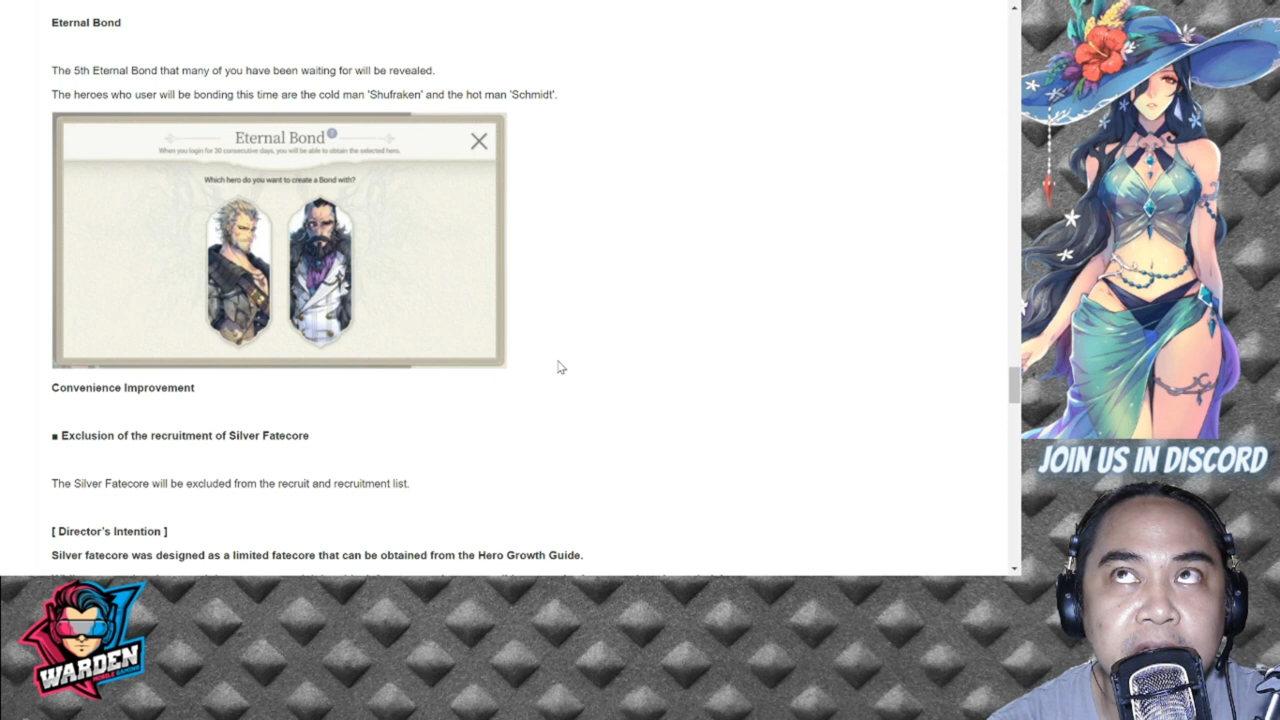 Eternal Bond
The 5th Eternal Bond that many of you have been waiting for will be revealed.
The heroes who user will be bonding this time are the cold man 'Shufraken' and the hot man 'Schmidt'.
Eternal Bond ?
When you login for 30 consecutive days, you will be able to obtain the selected hero.
Which hero do you want to create a Bond with?
Convenience Improvement
■ Exclusion of the recruitment of Silver Fatecore
The Silver Fatecore will be excluded from the recruit and recruitment list.
[ Director's Intention ]
Silver fatecore was designed as a limited fatecore that can be obtained from the Hero Growth Guide.
JOIN US IN DISCORD
WARDEN
MOBILE GAMING